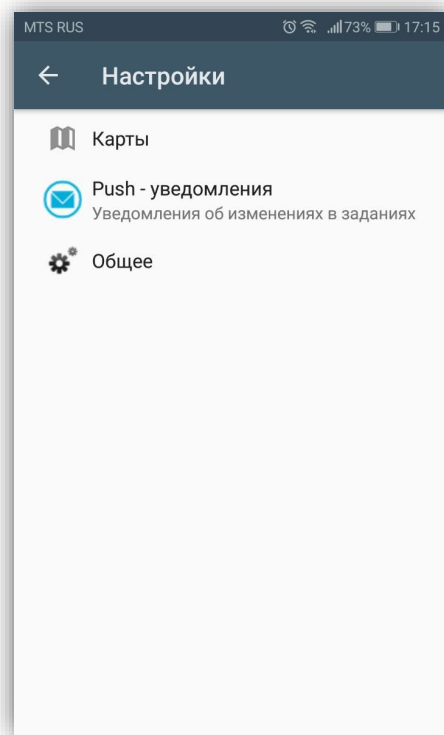 MTS RUS 73% 17:15
Настройки
Карты
Push - уведомления
Уведомления об изменениях в заданиях
Общее